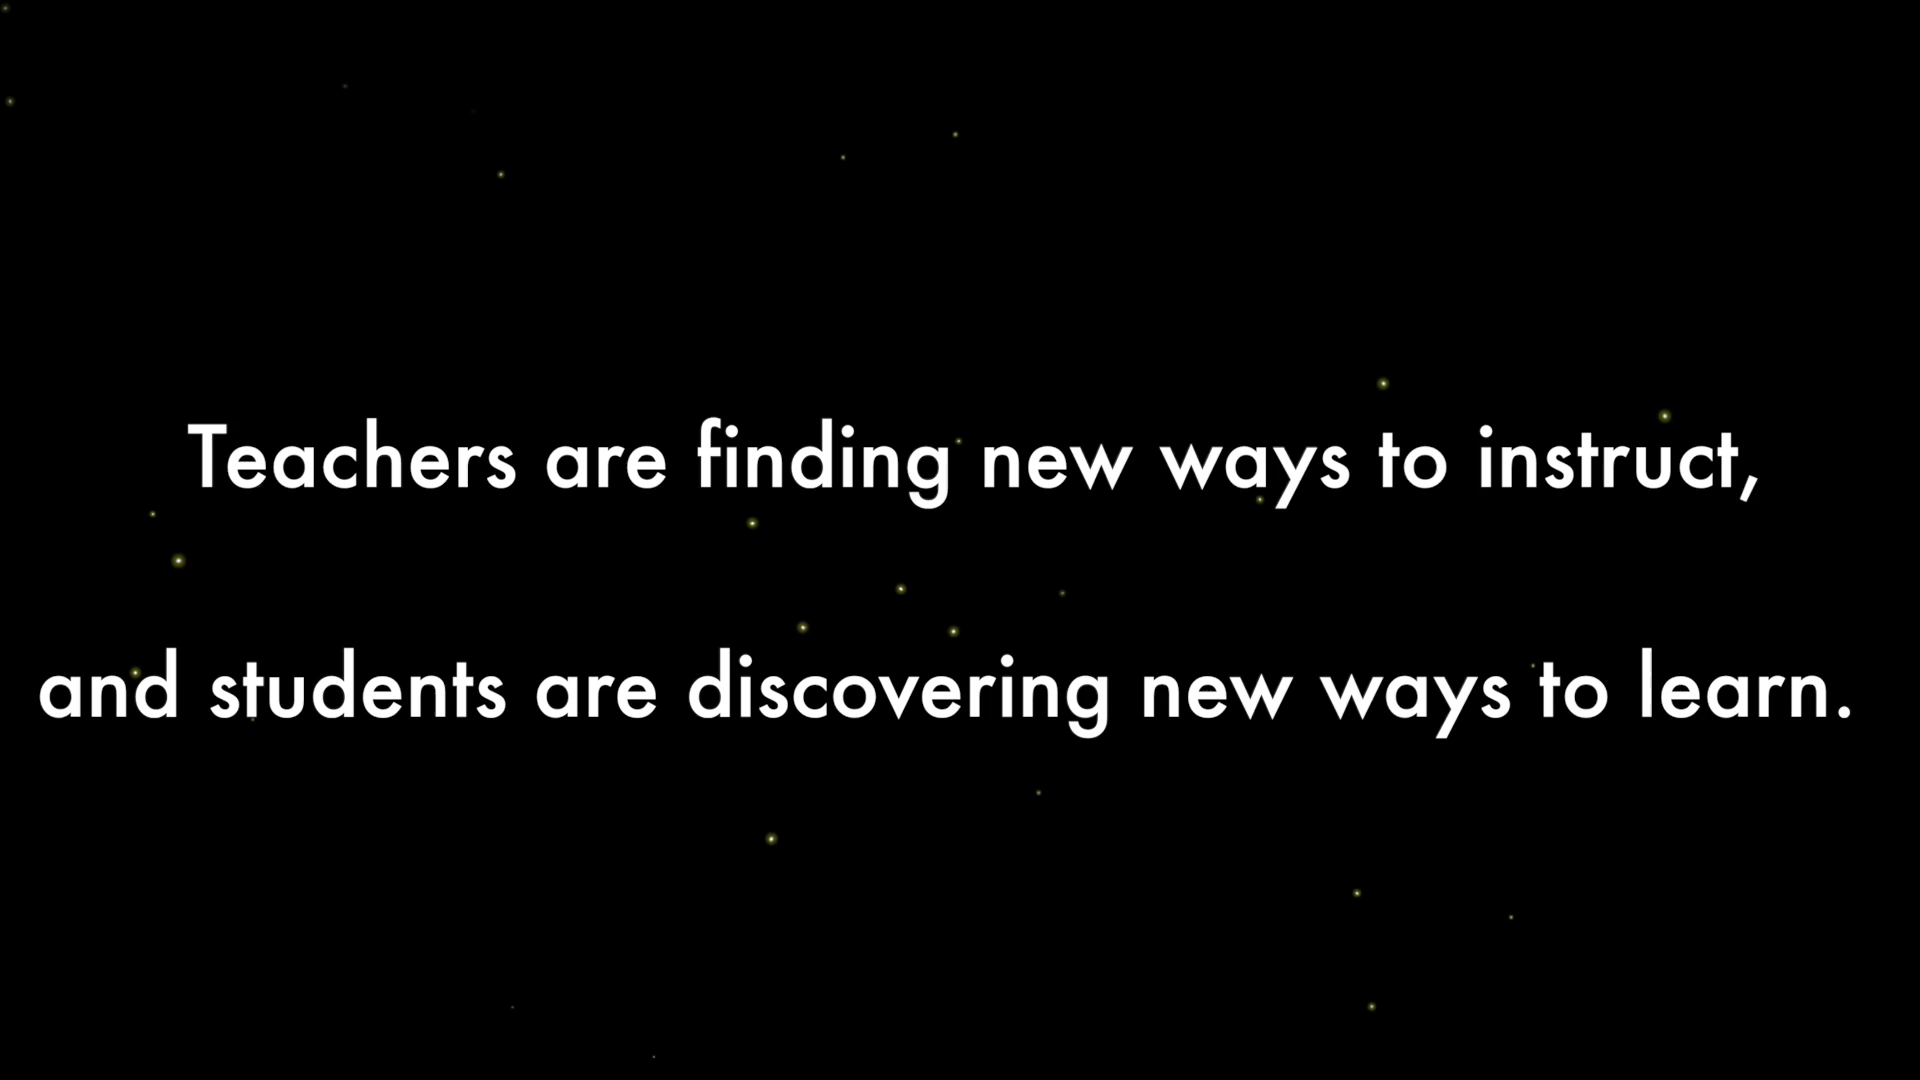 Teachers are finding new ways to instruct,
and students are discovering new ways to learn.